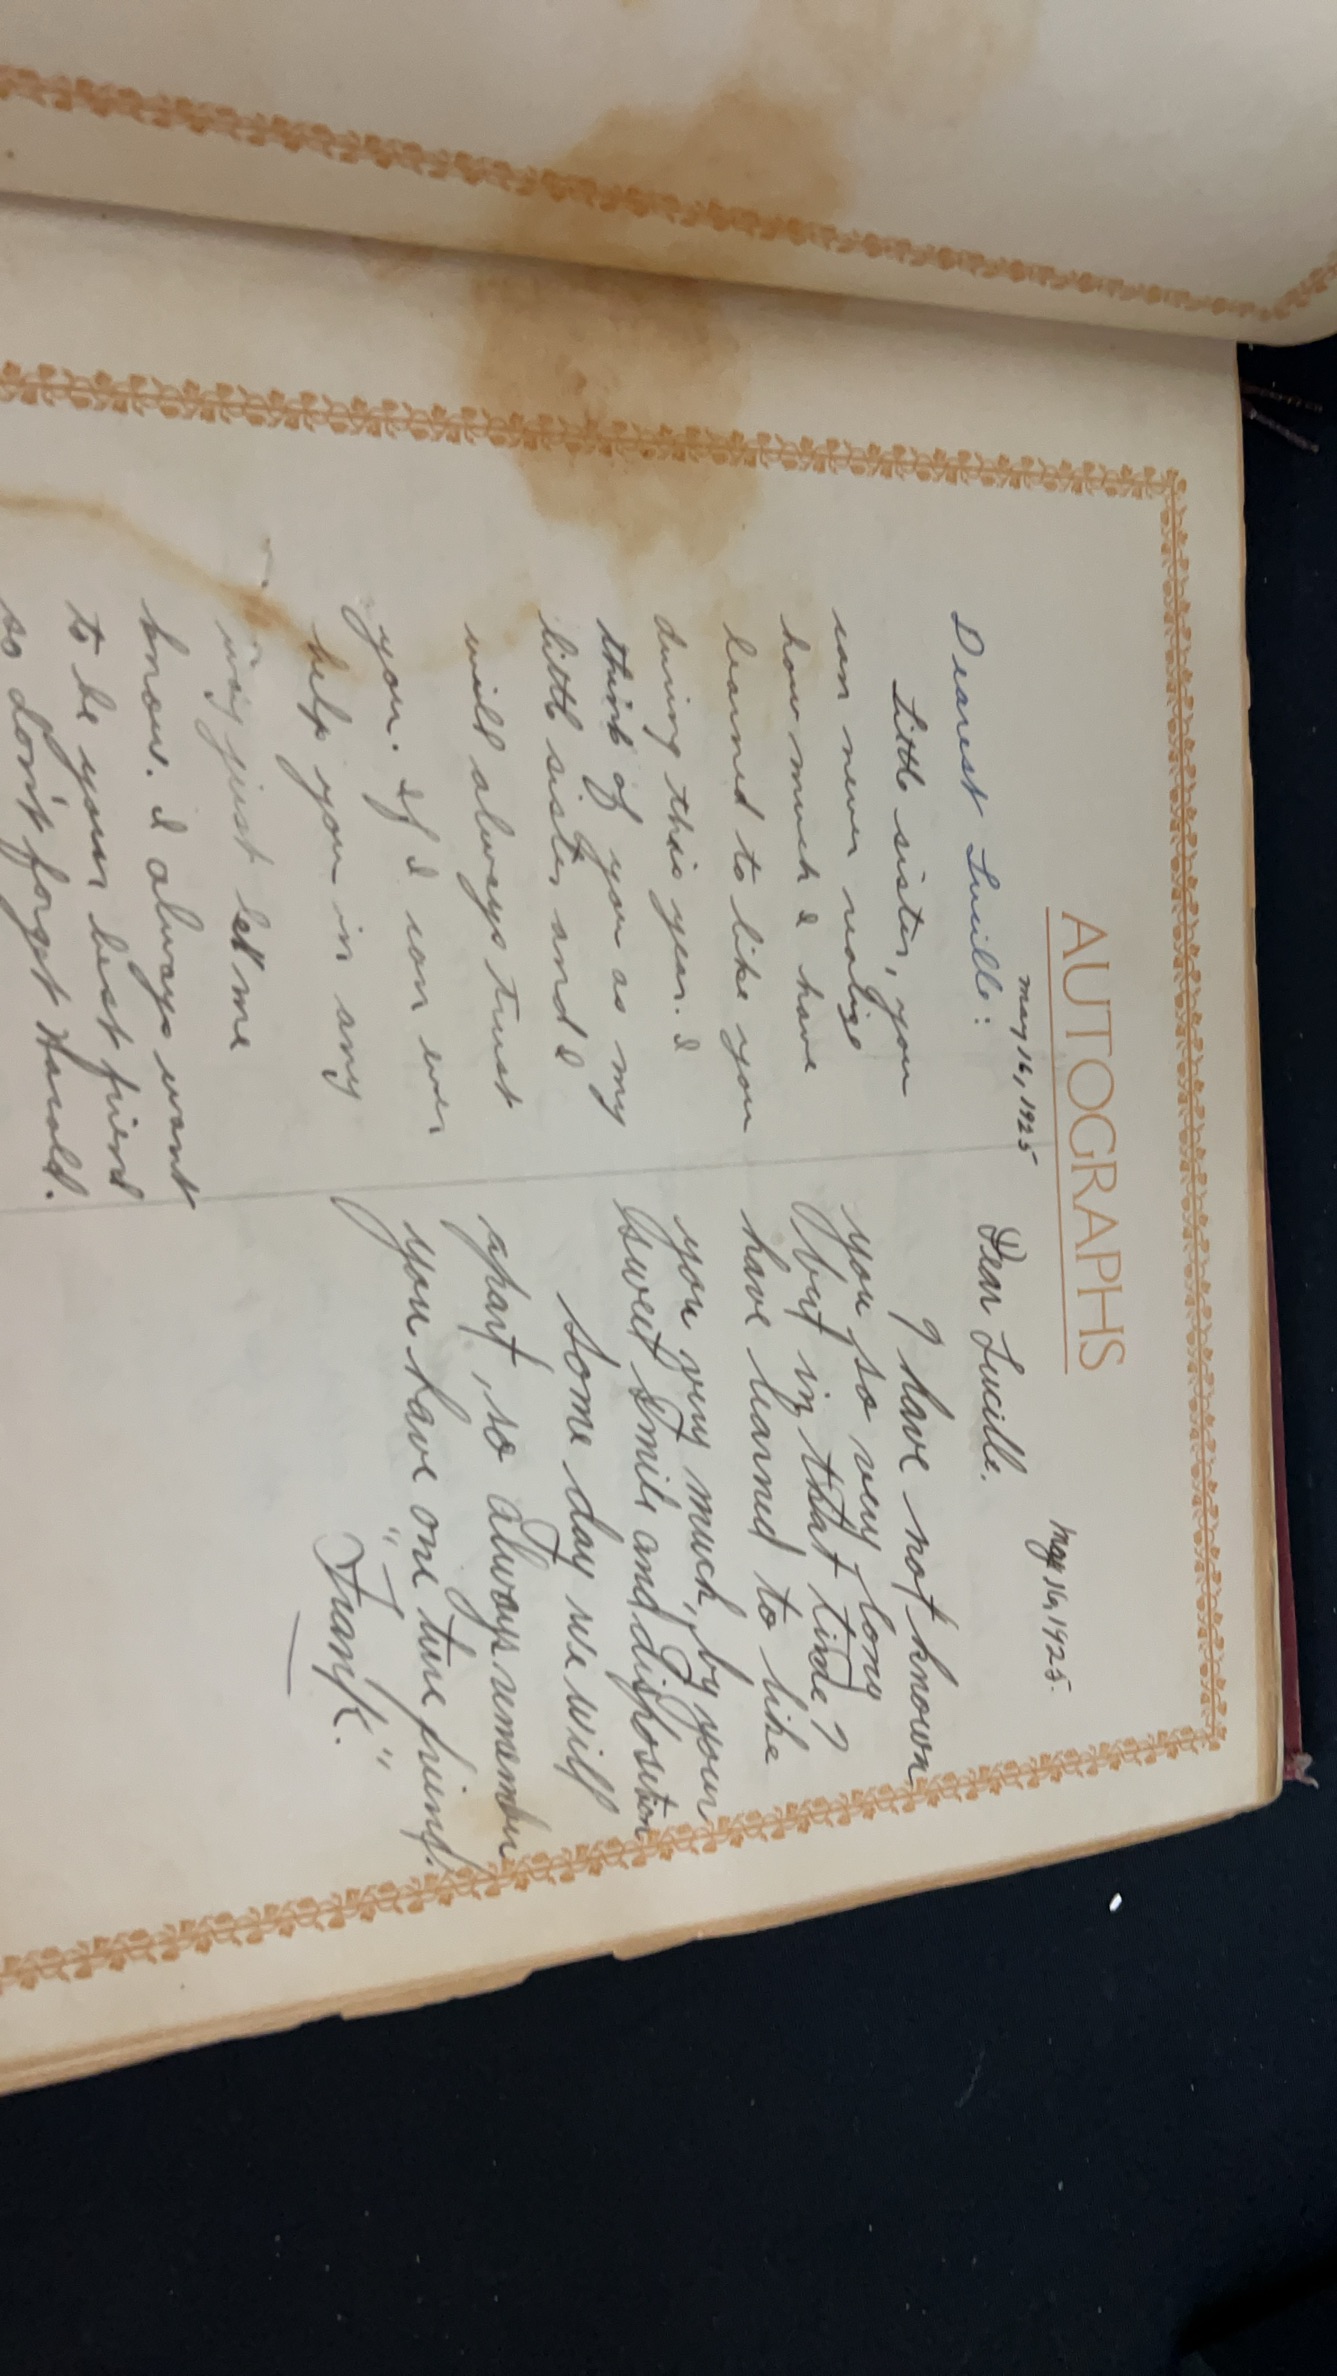 AUTOGRAPHS
May 16, 1925
Dearest Lucille:
Little sister, you
can never realize
how much I have
learned to like you
during this year. I
think of you as my
little sister and I
will always trust
you. If I can ever
help you in any
way just let me
know. I always want
to be your best friend
so don't forget Harold.
May 16, 1925.
Dear Lucille.
I have not known
you so very long
but in that time?
have learned to like
you very much, by your
sweet smile and disposition
Some day we will
apart, so always remember
you have one true friend.
"Frank."